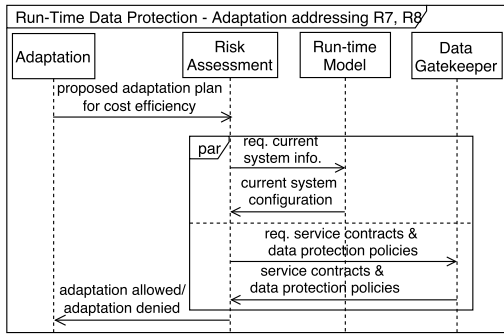 Run-Time Data Protection - Adaptation addressing R7, R8
Adaptation
Risk
Assessment
Run-time
Model
Data
Gatekeeper
proposed adaptation plan
for cost efficiency
par
req. current
system info.
current system
configuration
req. service contracts &
data protection policies
service contracts &
data protection policies
adaptation allowed/
adaptation denied